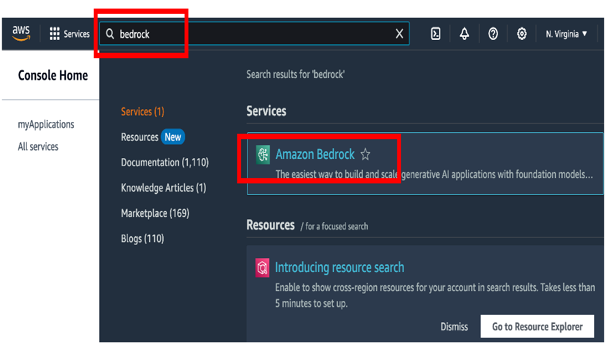 aws
Services
bedrock
N. Virginia
Console Home
Search results for 'bedrock'
myApplications
All services
Services (1)
Resources New
Documentation (1,110)
Knowledge Articles (1)
Marketplace (169)
Blogs (110)
Services
Amazon Bedrock
The easiest way to build and scale generative AI applications with foundation models...
Resources / for a focused search
Introducing resource search
Enable to show cross-region resources for your account in search results. Takes less than
5 minutes to set up.
Dismiss
Go to Resource Explorer